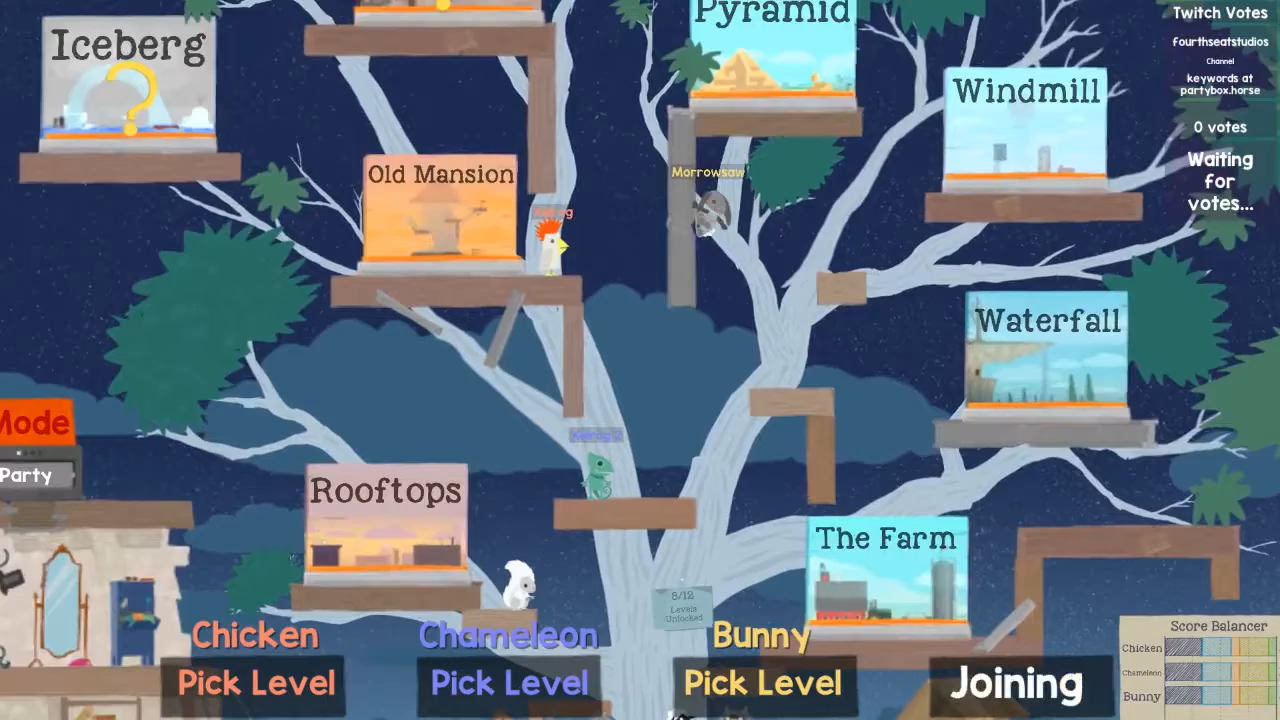 Iceberg
?
Pyramid
Twitch Votes
fourthseatstudios
Channel
keywords at
partybox.horse
0 votes
Waiting
for
votes...
Windmill
Old Mansion
Morrowsaw
Waterfall
Mode
Party
Rooftops
The Farm
8/12
Levels
Unlocked
Chicken
Pick Level
Chameleon
Pick Level
Bunny
Pick Level
Joining
Score Balancer
Chicken
Chameleon
Bunny